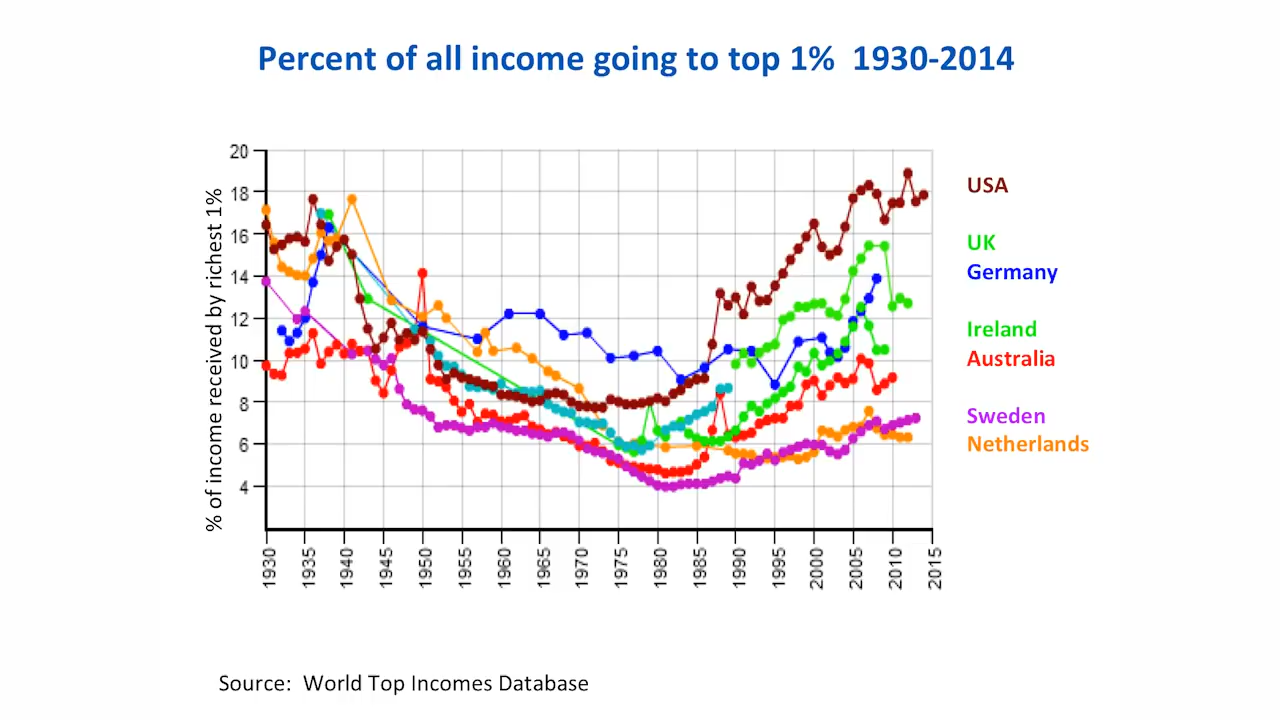 Percent of all income going to top 1%  1930-2014
% of income received by richest 1%
20
18
16
14
12
10
8
6
4
1930
1935
1940
1945
1950
1955
1960
1965
1970
1975
1980
1985
1990
1995
2000
2005
2010
2015
USA
UK
Germany
Ireland
Australia
Sweden
Netherlands
Source:  World Top Incomes Database